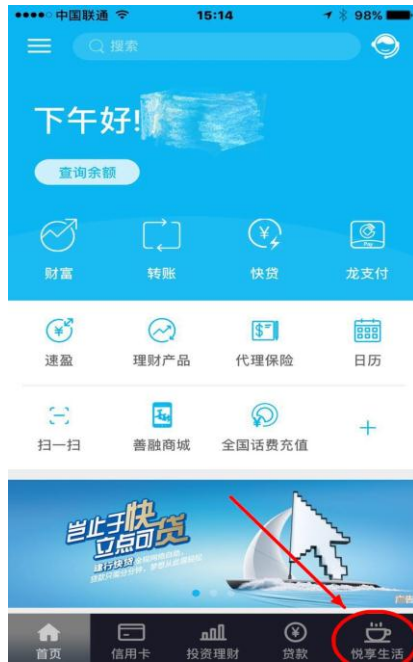 中国联通 15:14 98%
搜索
下午好!
查询余额
财富 转账 快贷 龙支付
速盈 理财产品 代理保险 日历
扫一扫 善融商城 全国话费充值
岂止于快
立点可贷
广告
首页 信用卡 投资理财 贷款 悦享生活